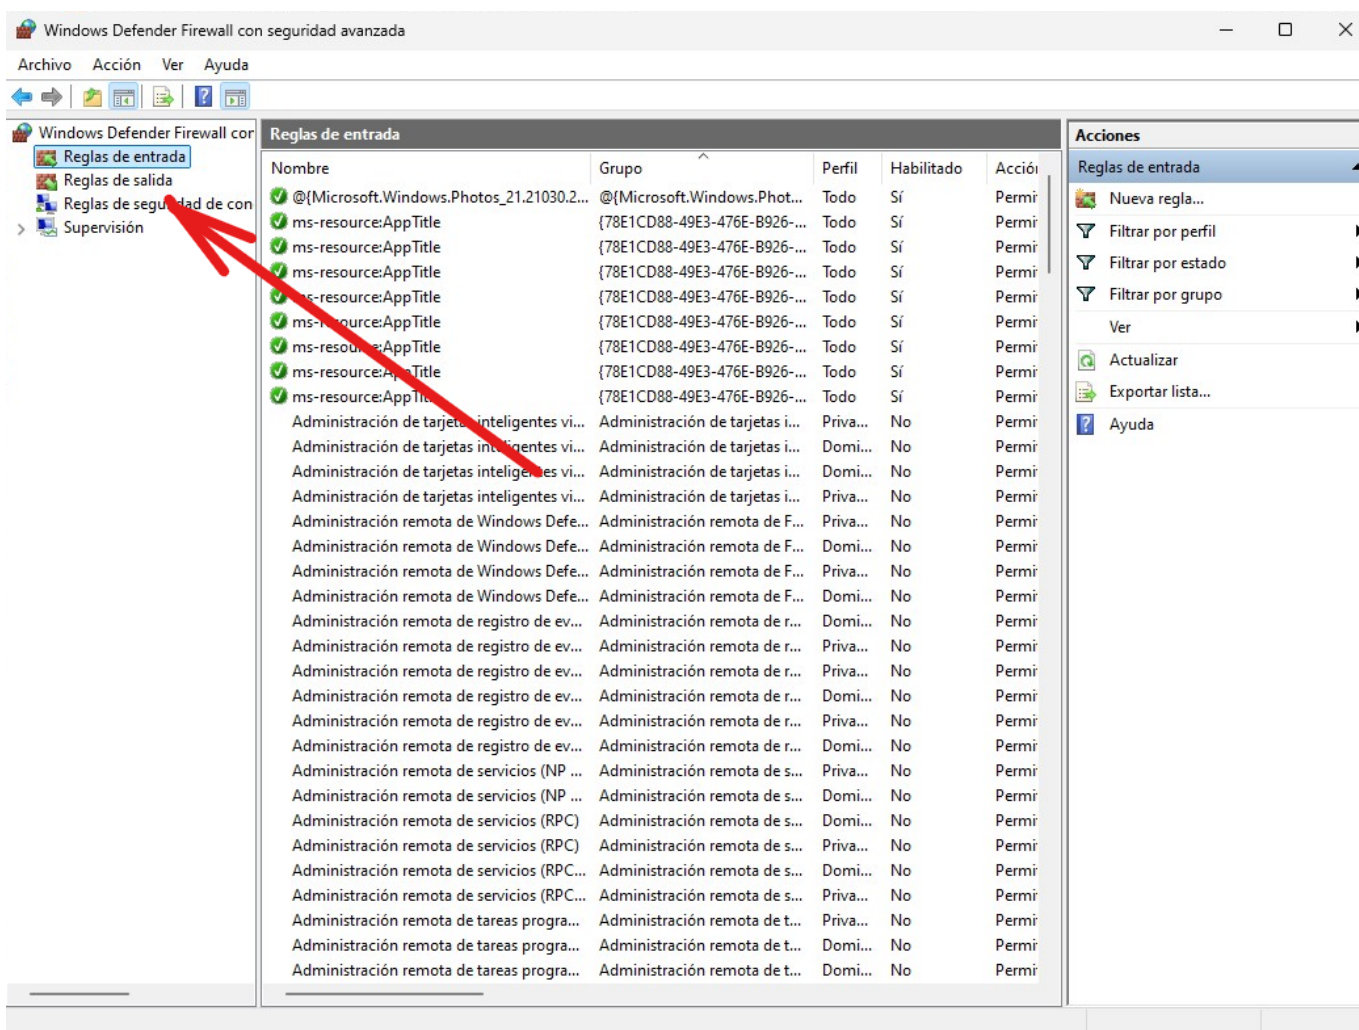 Windows Defender Firewall con seguridad avanzada
Archivo Acción Ver Ayuda
Windows Defender Firewall con
Reglas de entrada
Reglas de salida
Reglas de seguridad de con
Supervisión
Reglas de entrada
Nombre Grupo Perfil Habilitado Acción
@{Microsoft.Windows.Photos_21.21030.2... @{Microsoft.Windows.Phot... Todo Sí Permi
ms-resource:AppTitle {78E1CD88-49E3-476E-B926-... Todo Sí Permi
ms-resource:AppTitle {78E1CD88-49E3-476E-B926-... Todo Sí Permi
ms-resource:AppTitle {78E1CD88-49E3-476E-B926-... Todo Sí Permi
ms-resource:AppTitle {78E1CD88-49E3-476E-B926-... Todo Sí Permi
ms-resource:AppTitle {78E1CD88-49E3-476E-B926-... Todo Sí Permi
ms-resource:AppTitle {78E1CD88-49E3-476E-B926-... Todo Sí Permi
ms-resource:AppTitle {78E1CD88-49E3-476E-B926-... Todo Sí Permi
ms-resource:AppTitle {78E1CD88-49E3-476E-B926-... Todo Sí Permi
Administración de tarjetas inteligentes vi... Administración de tarjetas i... Priva... No Permi
Administración de tarjetas inteligentes vi... Administración de tarjetas i... Domi... No Permi
Administración de tarjetas inteligentes vi... Administración de tarjetas i... Domi... No Permi
Administración de tarjetas inteligentes vi... Administración de tarjetas i... Priva... No Permi
Administración remota de Windows Defe... Administración remota de F... Priva... No Permi
Administración remota de Windows Defe... Administración remota de F... Domi... No Permi
Administración remota de Windows Defe... Administración remota de F... Priva... No Permi
Administración remota de Windows Defe... Administración remota de F... Domi... No Permi
Administración remota de registro de ev... Administración remota de r... Domi... No Permi
Administración remota de registro de ev... Administración remota de r... Priva... No Permi
Administración remota de registro de ev... Administración remota de r... Priva... No Permi
Administración remota de registro de ev... Administración remota de r... Domi... No Permi
Administración remota de registro de ev... Administración remota de r... Priva... No Permi
Administración remota de registro de ev... Administración remota de r... Domi... No Permi
Administración remota de servicios (NP ... Administración remota de s... Priva... No Permi
Administración remota de servicios (NP ... Administración remota de s... Domi... No Permi
Administración remota de servicios (RPC) Administración remota de s... Domi... No Permi
Administración remota de servicios (RPC) Administración remota de s... Priva... No Permi
Administración remota de servicios (RPC... Administración remota de s... Domi... No Permi
Administración remota de servicios (RPC... Administración remota de s... Priva... No Permi
Administración remota de tareas progra... Administración remota de t... Priva... No Permi
Administración remota de tareas progra... Administración remota de t... Domi... No Permi
Administración remota de tareas progra... Administración remota de t... Domi... No Permi
Acciones
Reglas de entrada
Nueva regla...
Filtrar por perfil
Filtrar por estado
Filtrar por grupo
Ver
Actualizar
Exportar lista...
Ayuda